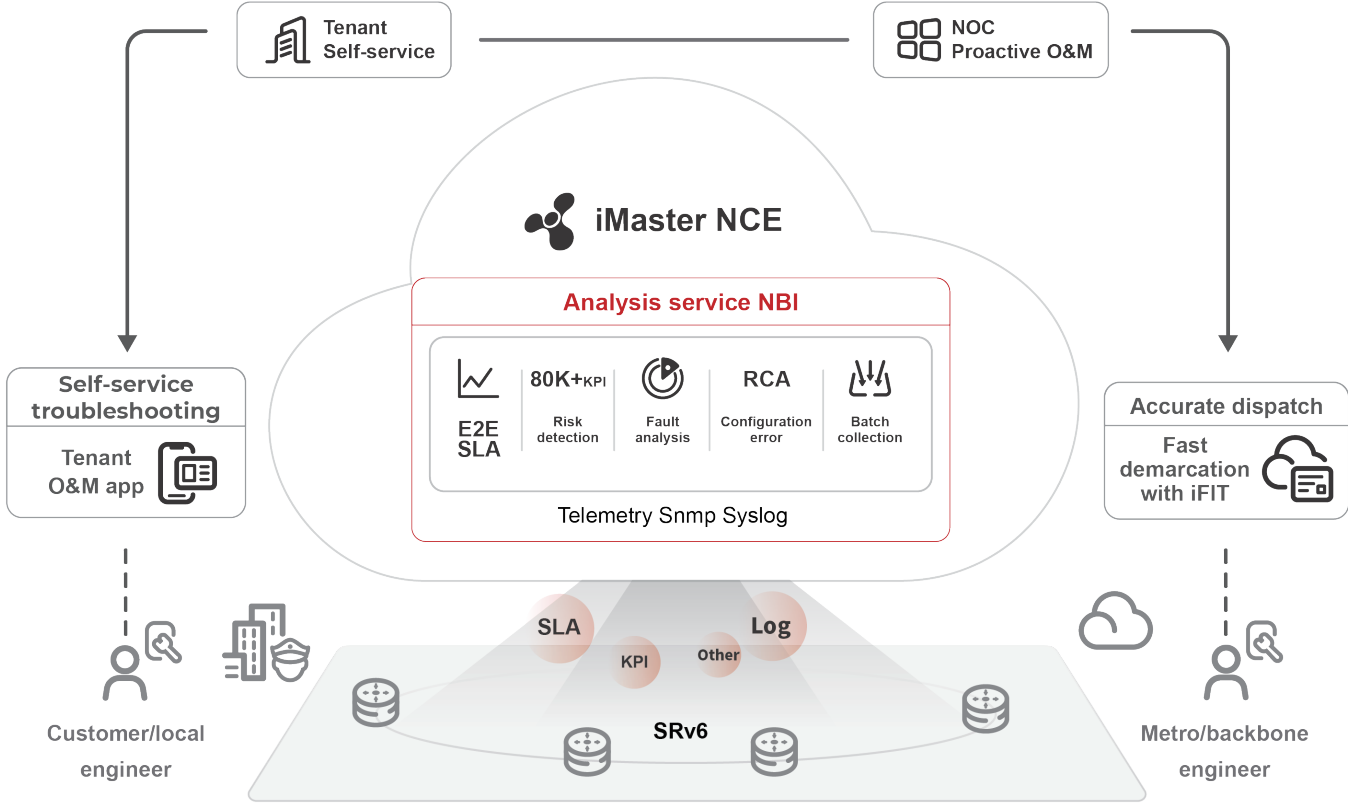 Tenant
Self-service
NOC
Proactive O&M
iMaster NCE
Analysis service NBI
E2E
SLA
80K+KPI
Risk
detection
Fault
analysis
RCA
Configuration
error
Batch
collection
Telemetry Snmp Syslog
Self-service
troubleshooting
Tenant
O&M app
Accurate dispatch
Fast
demarcation
with iFIT
SLA
KPI
Other
Log
SRv6
Customer/local
engineer
Metro/backbone
engineer